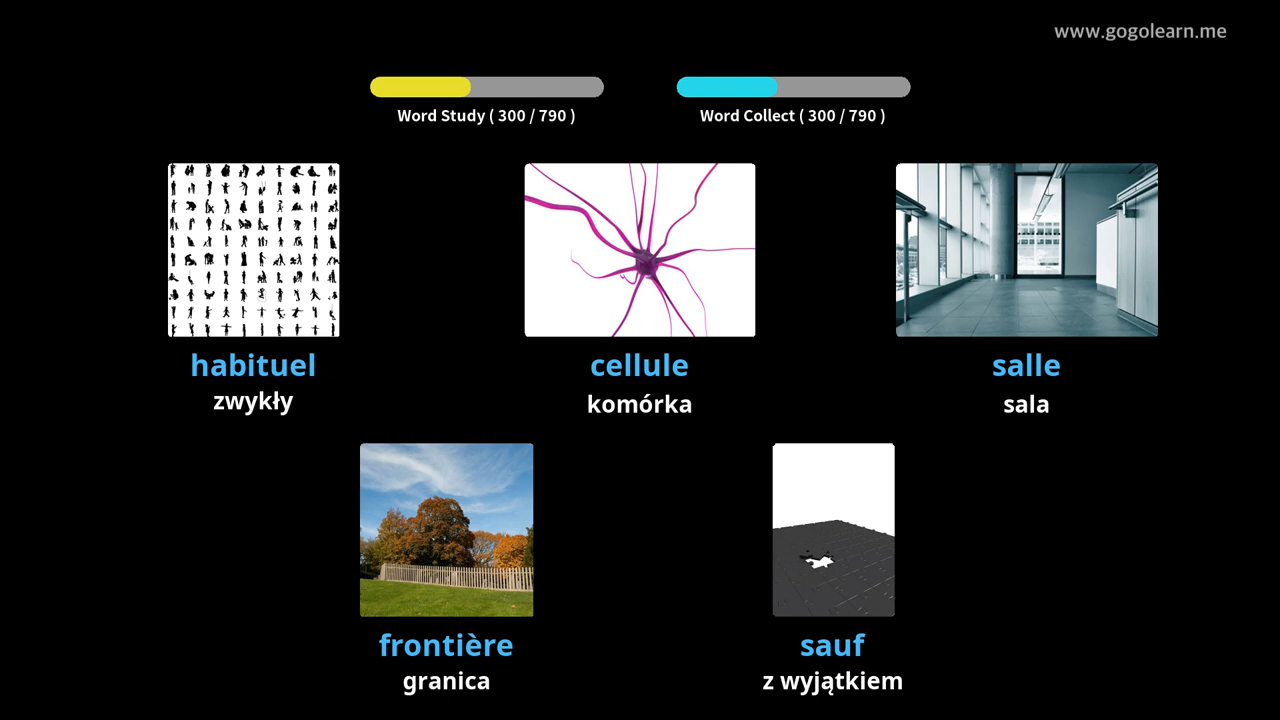 www.gogolearn.me
Word Study ( 300 / 790 )
Word Collect ( 300 / 790 )
habituel
zwykły
cellule
komórka
salle
sala
frontière
granica
sauf
z wyjątkiem